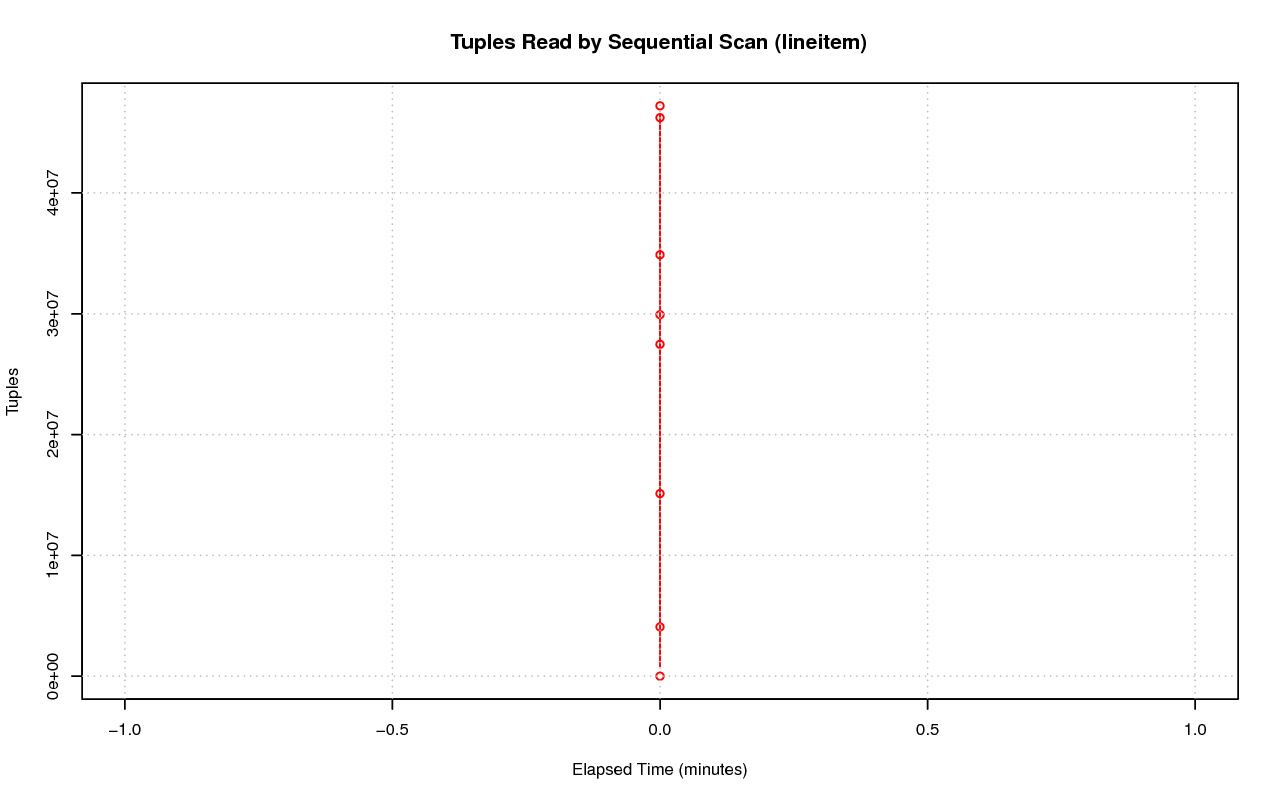 Tuples Read by Sequential Scan (lineitem)
Tuples
4e+07
3e+07
2e+07
1e+07
0e+00
−1.0 −0.5 0.0 0.5 1.0
Elapsed Time (minutes)